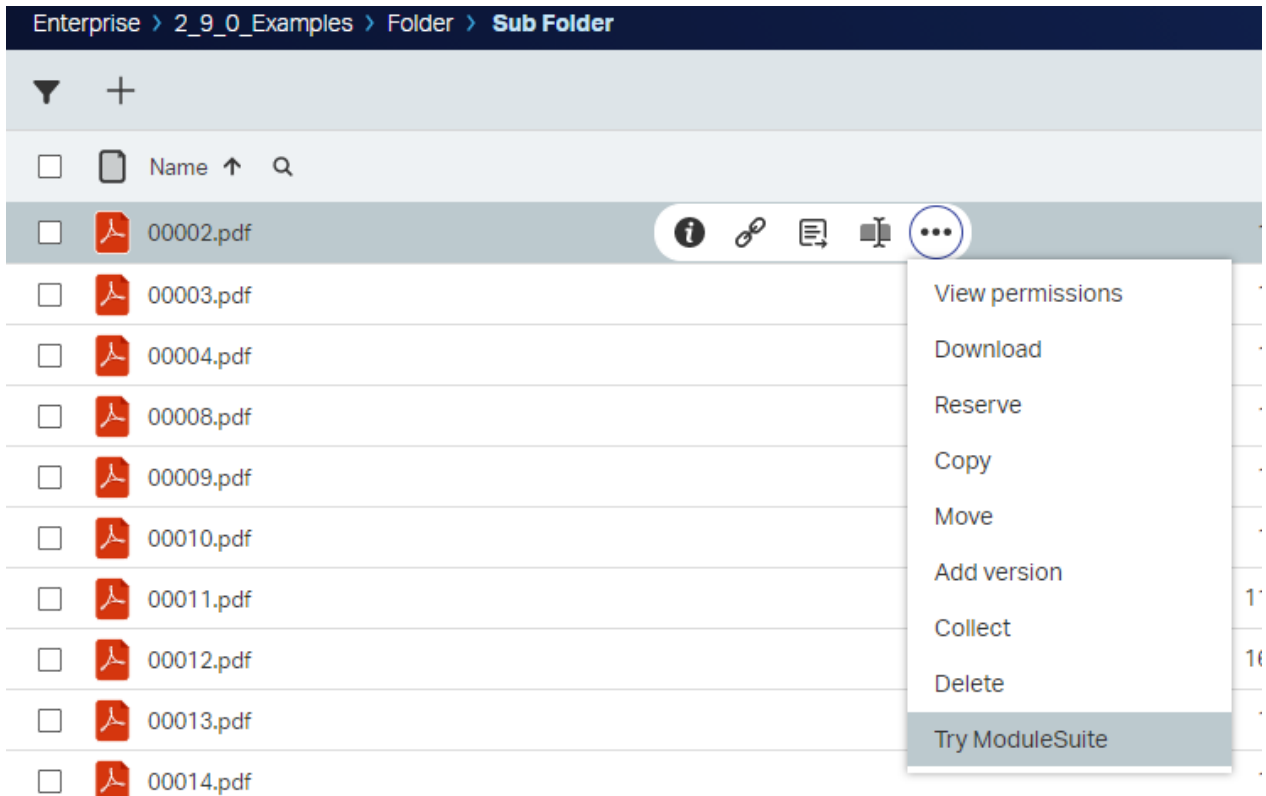 Enterprise > 2_9_0_Examples > Folder > Sub Folder
Name
00002.pdf
00003.pdf
View permissions
00004.pdf
Download
00008.pdf
Reserve
00009.pdf
Copy
00010.pdf
Move
00011.pdf
Add version
00012.pdf
Collect
00013.pdf
Delete
Try ModuleSuite
00014.pdf